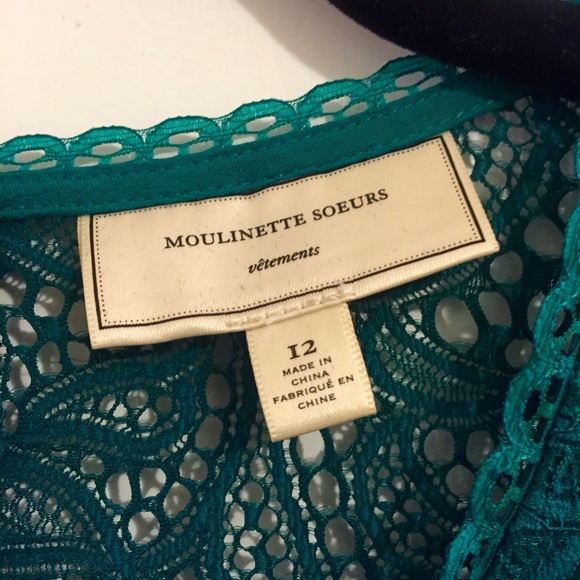 MOULINETTE SOEURS
vêtements
12
MADE IN
CHINA
FABRIQUÉ EN
CHINE